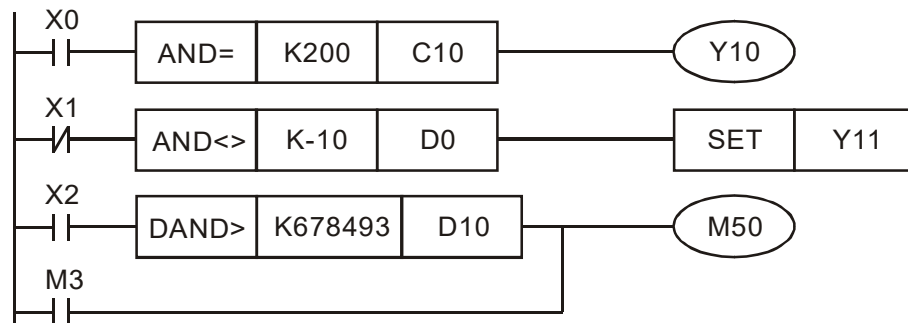 X0
AND= K200 C10 Y10
X1
AND<> K-10 D0 SET Y11
X2
DAND> K678493 D10 M50
M3